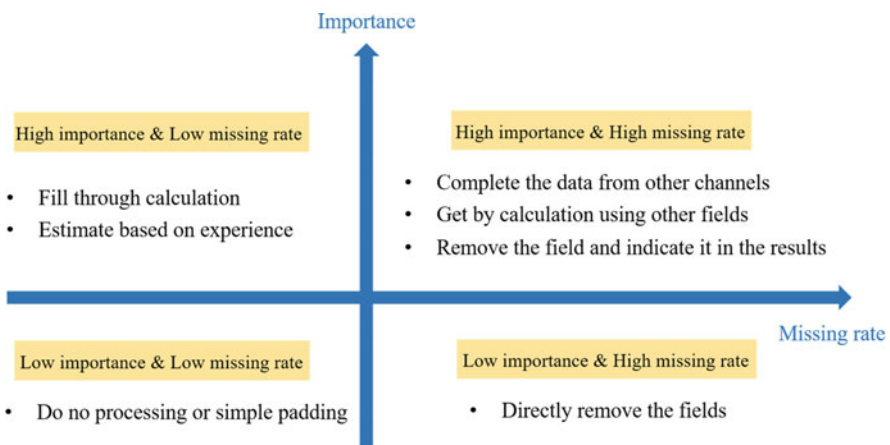 Importance
High importance & Low missing rate
• Fill through calculation
• Estimate based on experience
High importance & High missing rate
• Complete the data from other channels
• Get by calculation using other fields
• Remove the field and indicate it in the results
Missing rate
Low importance & Low missing rate
• Do no processing or simple padding
Low importance & High missing rate
• Directly remove the fields